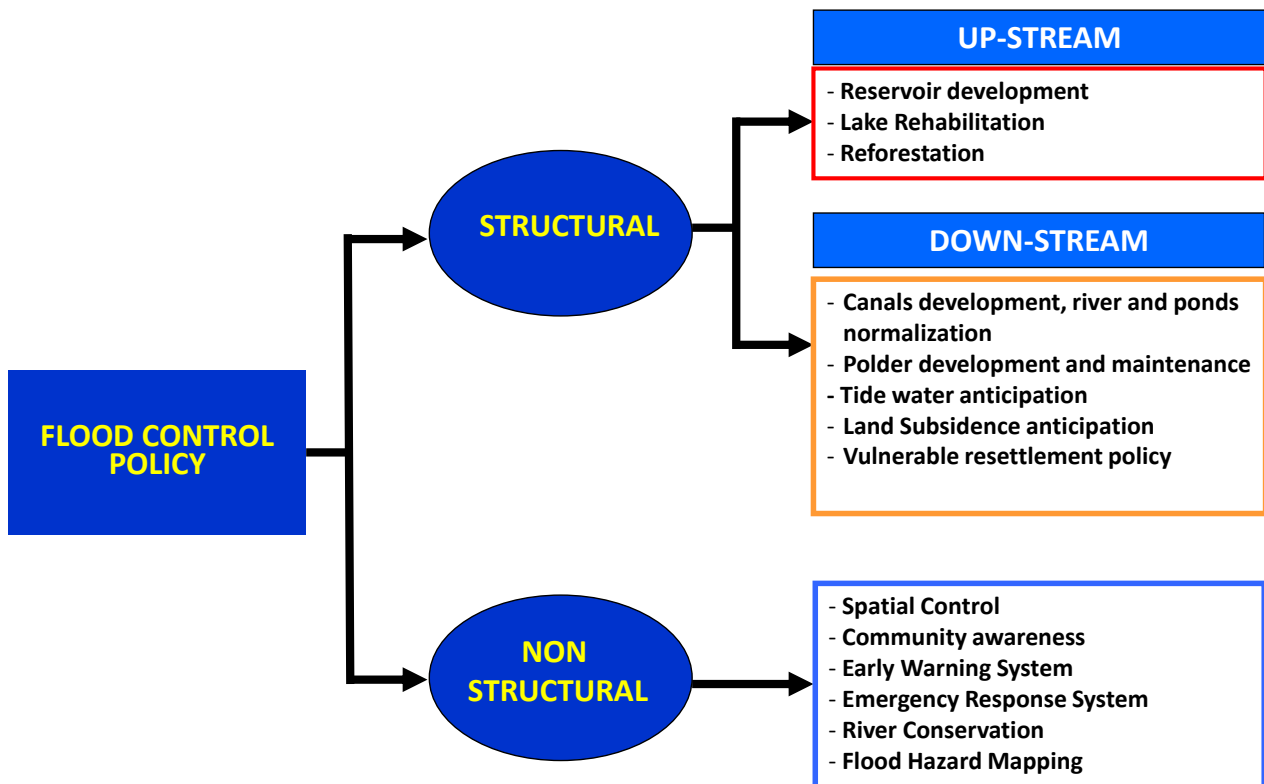 FLOOD CONTROL
POLICY
STRUCTURAL
UP-STREAM
- Reservoir development
- Lake Rehabilitation
- Reforestation
DOWN-STREAM
- Canals development, river and ponds
normalization
- Polder development and maintenance
- Tide water anticipation
- Land Subsidence anticipation
- Vulnerable resettlement policy
NON
STRUCTURAL
- Spatial Control
- Community awareness
- Early Warning System
- Emergency Response System
- River Conservation
- Flood Hazard Mapping